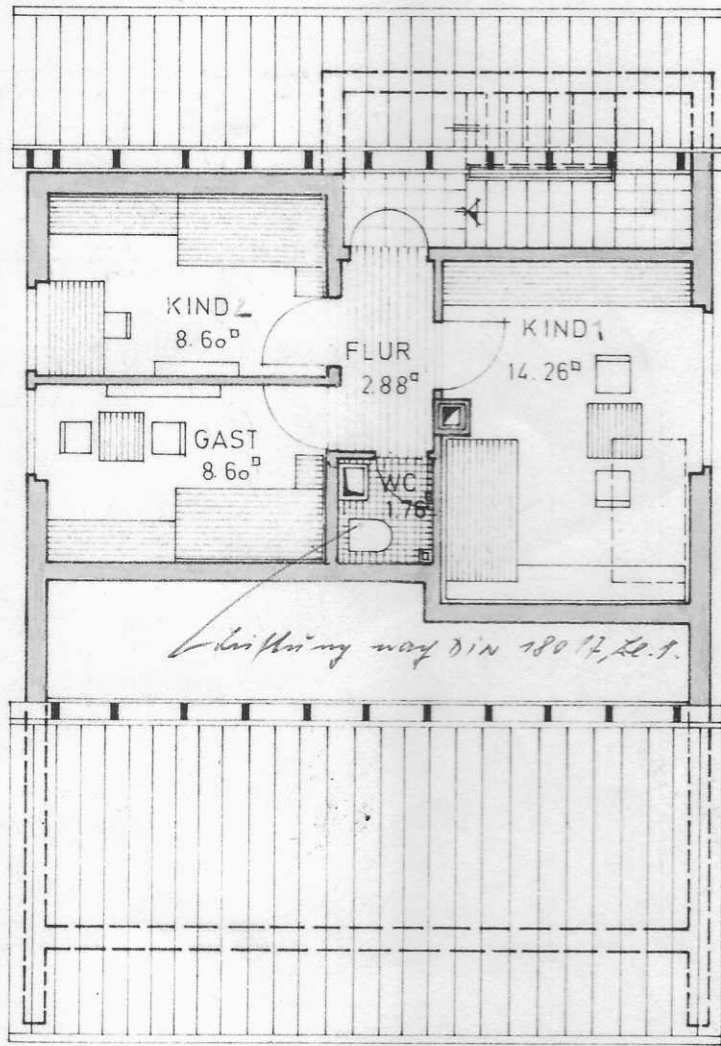 KIND 2
8.60□
FLUR
2.88□
KIND 1
14.26□
GAST
8.60□
WC
1.76□
Lüftung nach DIN 18017, Bl. 1.